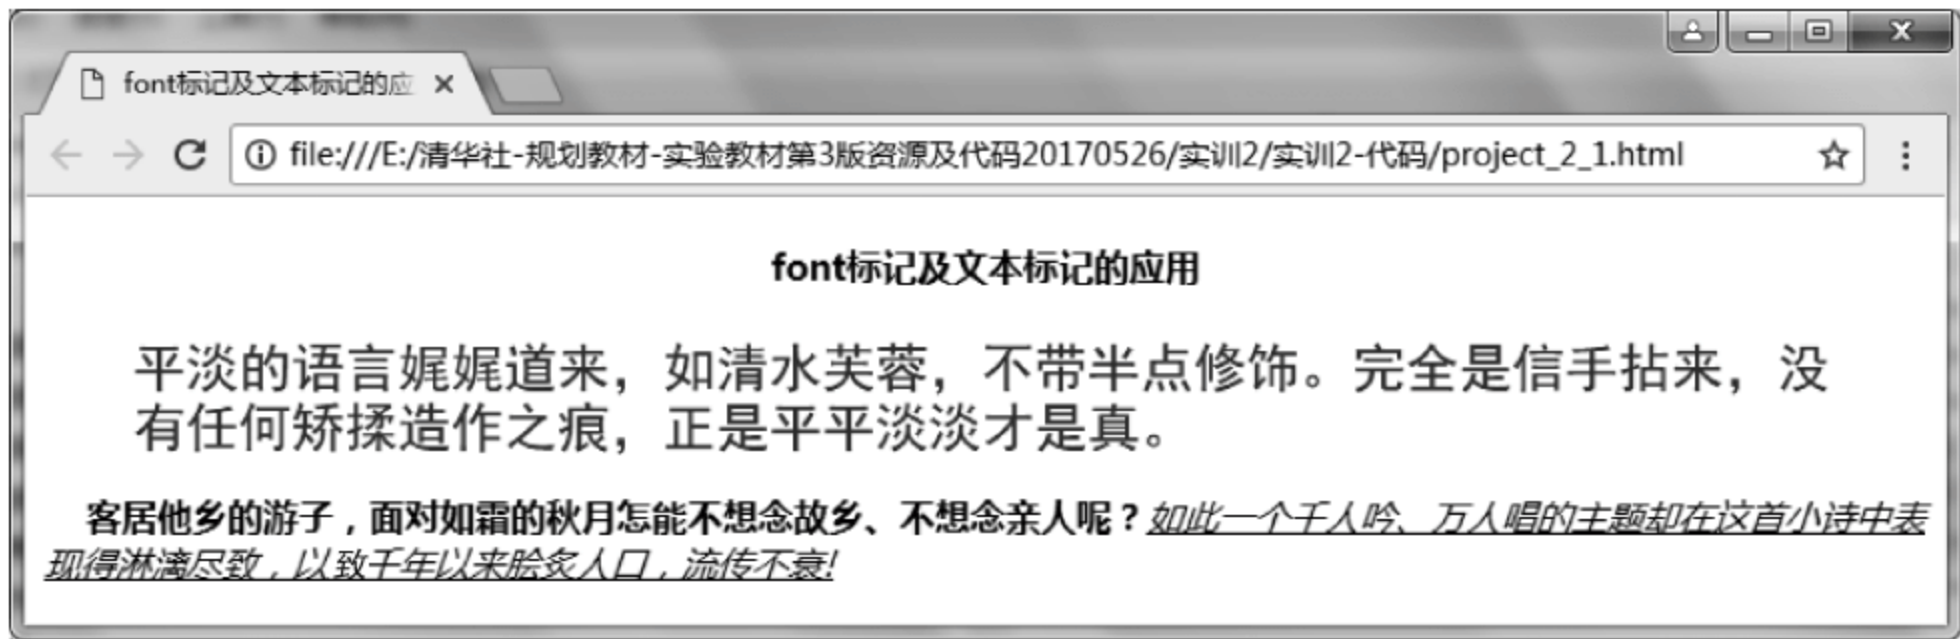 font标记及文本标记的应
file:///E:/清华社-规划教材-实验教材第3版资源及代码20170526/实训2/实训2-代码/project_2_1.html
font标记及文本标记的应用
平淡的语言娓娓道来，如清水芙蓉，不带半点修饰。完全是信手拈来，没
有任何矫揉造作之痕，正是平平淡淡才是真。
客居他乡的游子，面对如霜的秋月怎能不想念故乡、不想念亲人呢？如此一个千人吟、万人唱的主题却在这首小诗中表
现得淋漓尽致，以致千年以来脍炙人口，流传不衰!